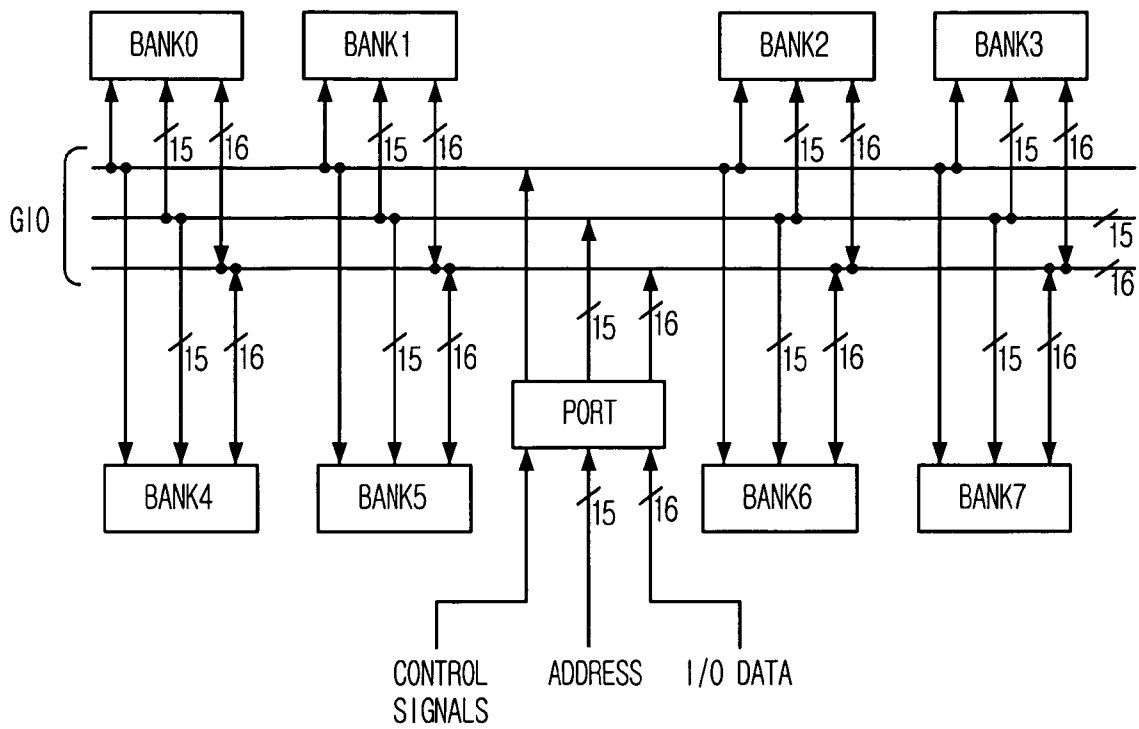 BANK0 BANK1 BANK2 BANK3
15 16 15 16 15 16 15 16
GIO
15
16
15 16 15 16 15 16 15 16 15 16
PORT
BANK4 BANK5 BANK6 BANK7
15 16
CONTROL SIGNALS
ADDRESS
I/O DATA